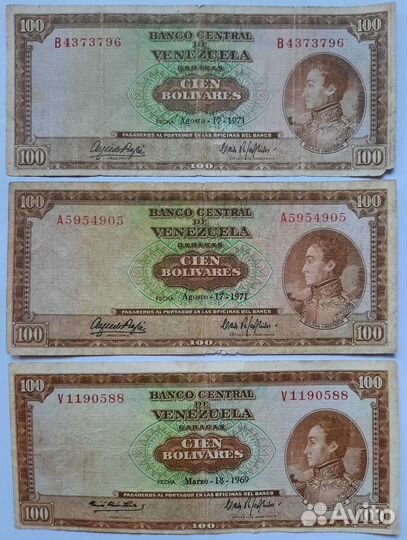 100 BANCO CENTRAL 100
DE
B4373796 VENEZUELA B4373796
CARACAS
CIEN
BOLIVARES
FECHA Agosto-17-1971
PAGADEROS AL PORTADOR EN LAS OFICINAS DEL BANCO
100 100 100
100 BANCO CENTRAL 100
DE
A5954905 VENEZUELA A5954905
CARACAS
CIEN
BOLIVARES
FECHA Agosto-17-1971
PAGADEROS AL PORTADOR EN LAS OFICINAS DEL BANCO
100 100 100
100 BANCO CENTRAL 100
DE
V1190588 VENEZUELA V1190588
CARACAS
CIEN
BOLIVARES
FECHA Marzo-18-1969
PAGADEROS AL PORTADOR EN LAS OFICINAS DEL BANCO
100 100
Avito